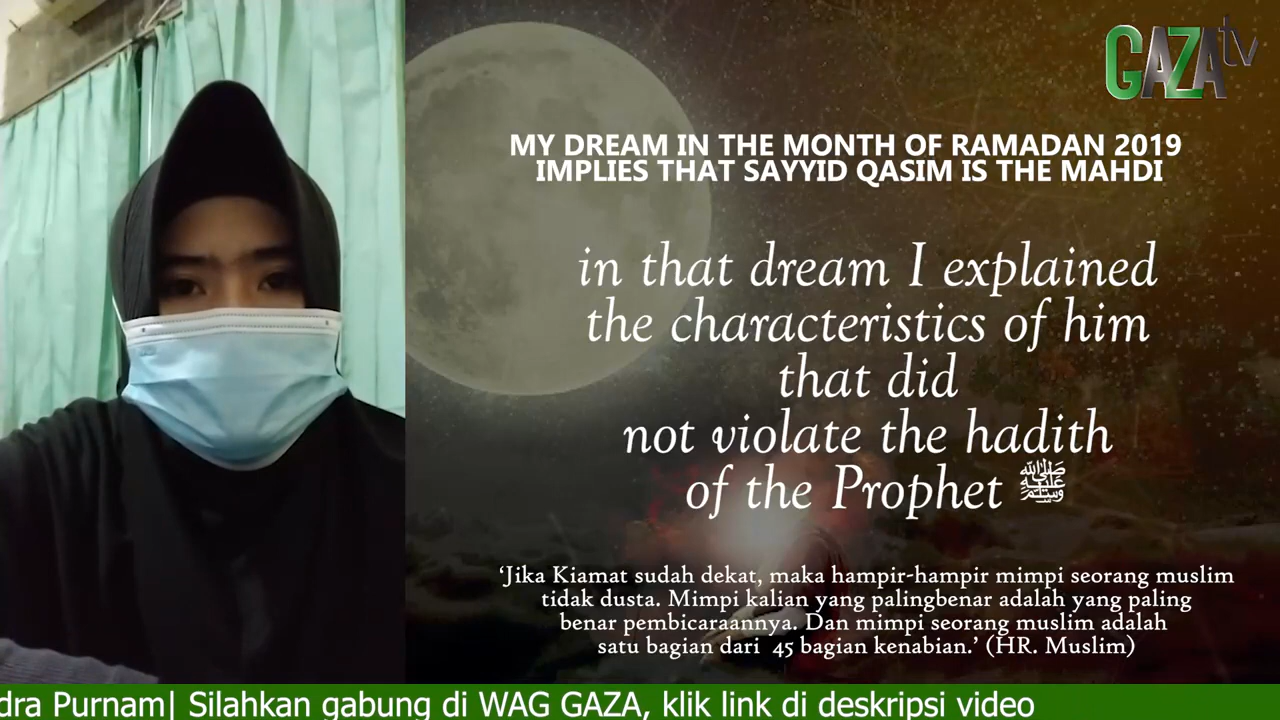 GAZAtv
MY DREAM IN THE MONTH OF RAMADAN 2019
IMPLIES THAT SAYYID QASIM IS THE MAHDI
in that dream I explained
the characteristics of him
that did
not violate the hadith
of the Prophet ﷺ
‘Jika Kiamat sudah dekat, maka hampir-hampir mimpi seorang muslim
tidak dusta. Mimpi kalian yang palingbenar adalah yang paling
benar pembicaraannya. Dan mimpi seorang muslim adalah
satu bagian dari 45 bagian kenabian.’ (HR. Muslim)
dra Purnam| Silahkan gabung di WAG GAZA, klik link di deskripsi video